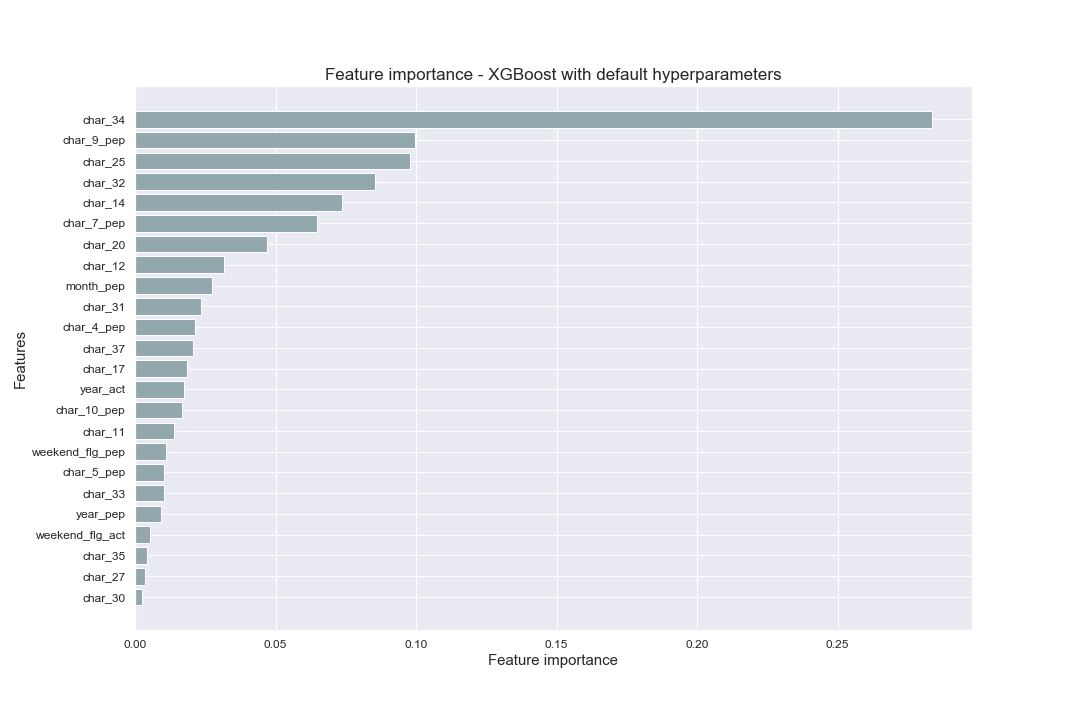 Feature importance - XGBoost with default hyperparameters
char_34
char_9_pep
char_25
char_32
char_14
char_7_pep
char_20
char_12
month_pep
char_31
char_4_pep
char_37
char_17
year_act
char_10_pep
char_11
weekend_flg_pep
char_5_pep
char_33
year_pep
weekend_flg_act
char_35
char_27
char_30
Features
0.00 0.05 0.10 0.15 0.20 0.25
Feature importance